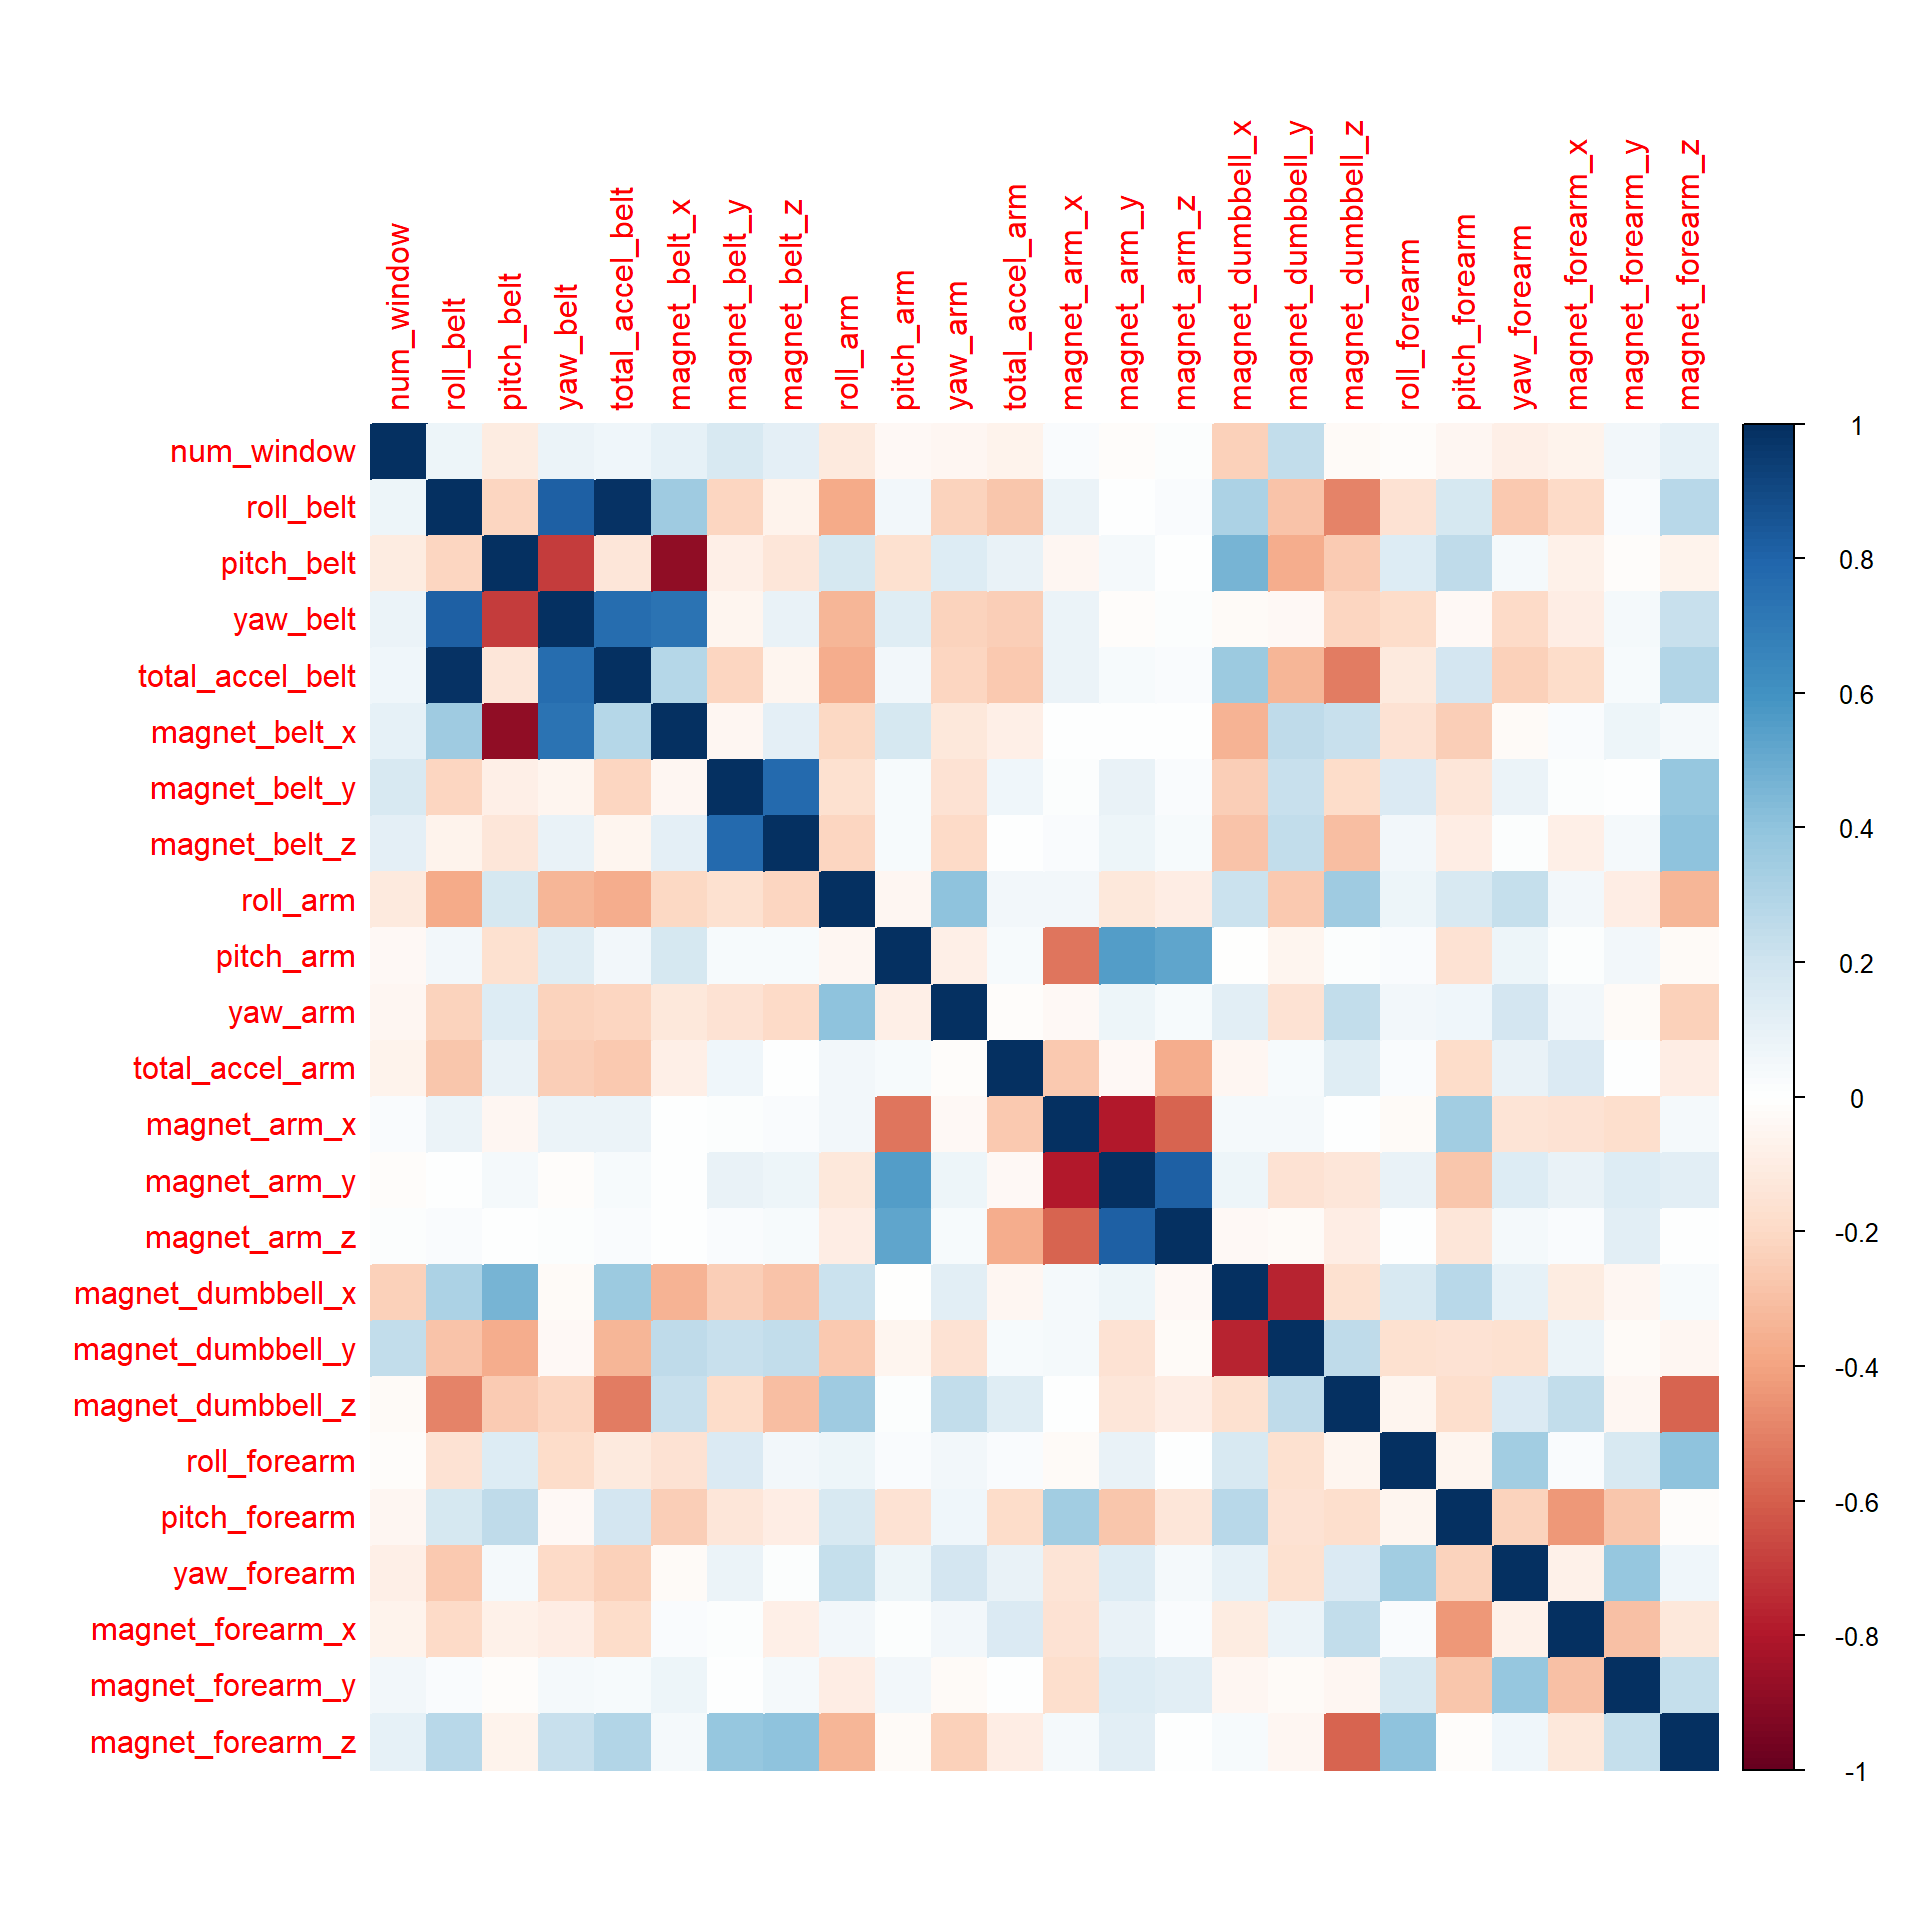 num_window
roll_belt
pitch_belt
yaw_belt
total_accel_belt
magnet_belt_x
magnet_belt_y
magnet_belt_z
roll_arm
pitch_arm
yaw_arm
total_accel_arm
magnet_arm_x
magnet_arm_y
magnet_arm_z
magnet_dumbbell_x
magnet_dumbbell_y
magnet_dumbbell_z
roll_forearm
pitch_forearm
yaw_forearm
magnet_forearm_x
magnet_forearm_y
magnet_forearm_z
num_window
roll_belt
pitch_belt
yaw_belt
total_accel_belt
magnet_belt_x
magnet_belt_y
magnet_belt_z
roll_arm
pitch_arm
yaw_arm
total_accel_arm
magnet_arm_x
magnet_arm_y
magnet_arm_z
magnet_dumbbell_x
magnet_dumbbell_y
magnet_dumbbell_z
roll_forearm
pitch_forearm
yaw_forearm
magnet_forearm_x
magnet_forearm_y
magnet_forearm_z
1
0.8
0.6
0.4
0.2
0
-0.2
-0.4
-0.6
-0.8
-1